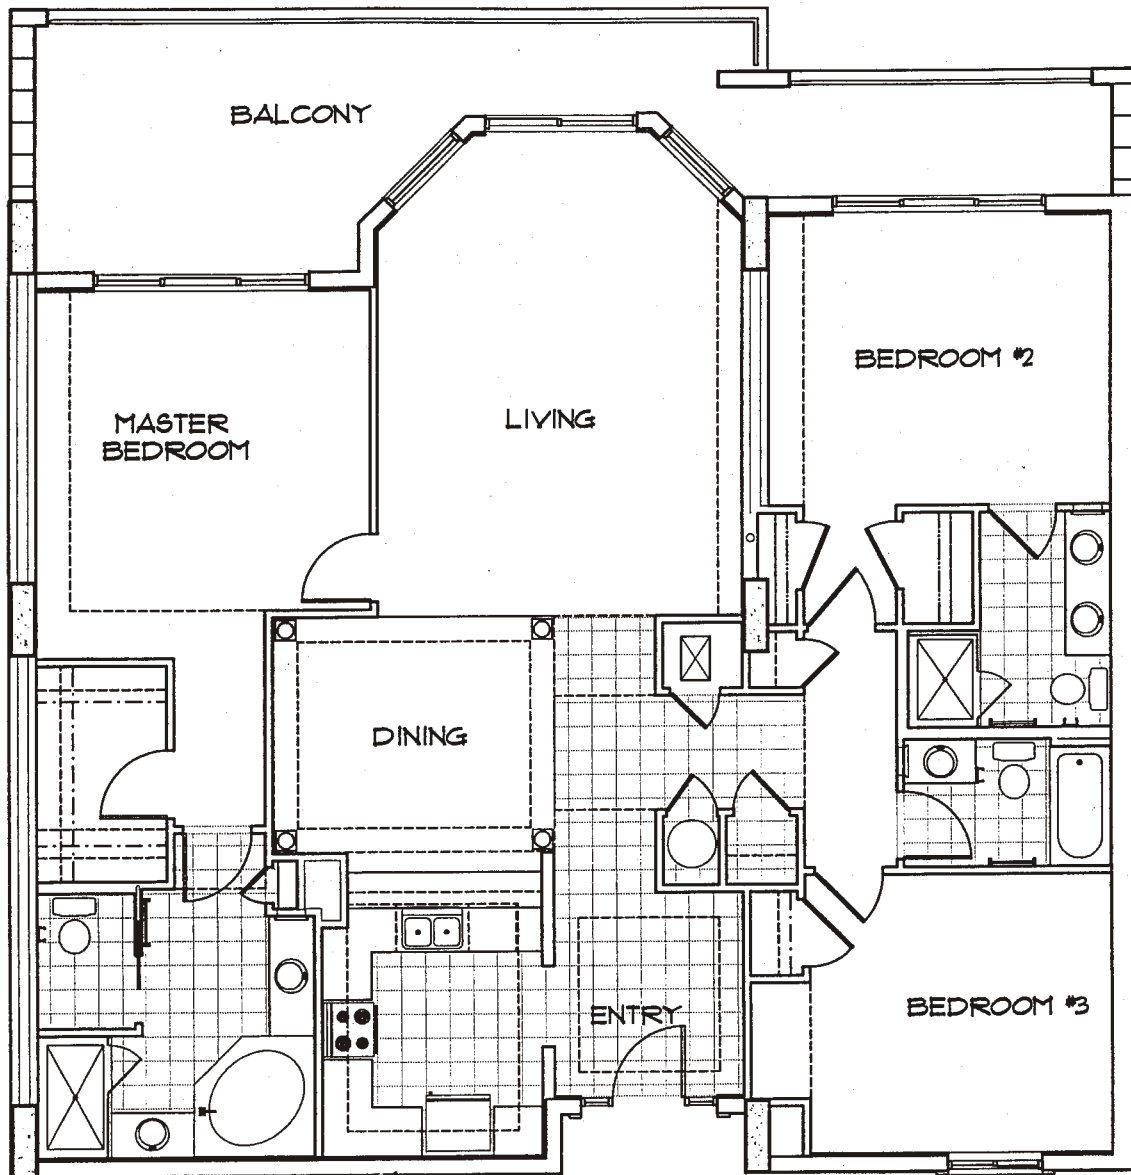 BALCONY
BEDROOM #2
MASTER
BEDROOM
LIVING
DINING
ENTRY
BEDROOM #3